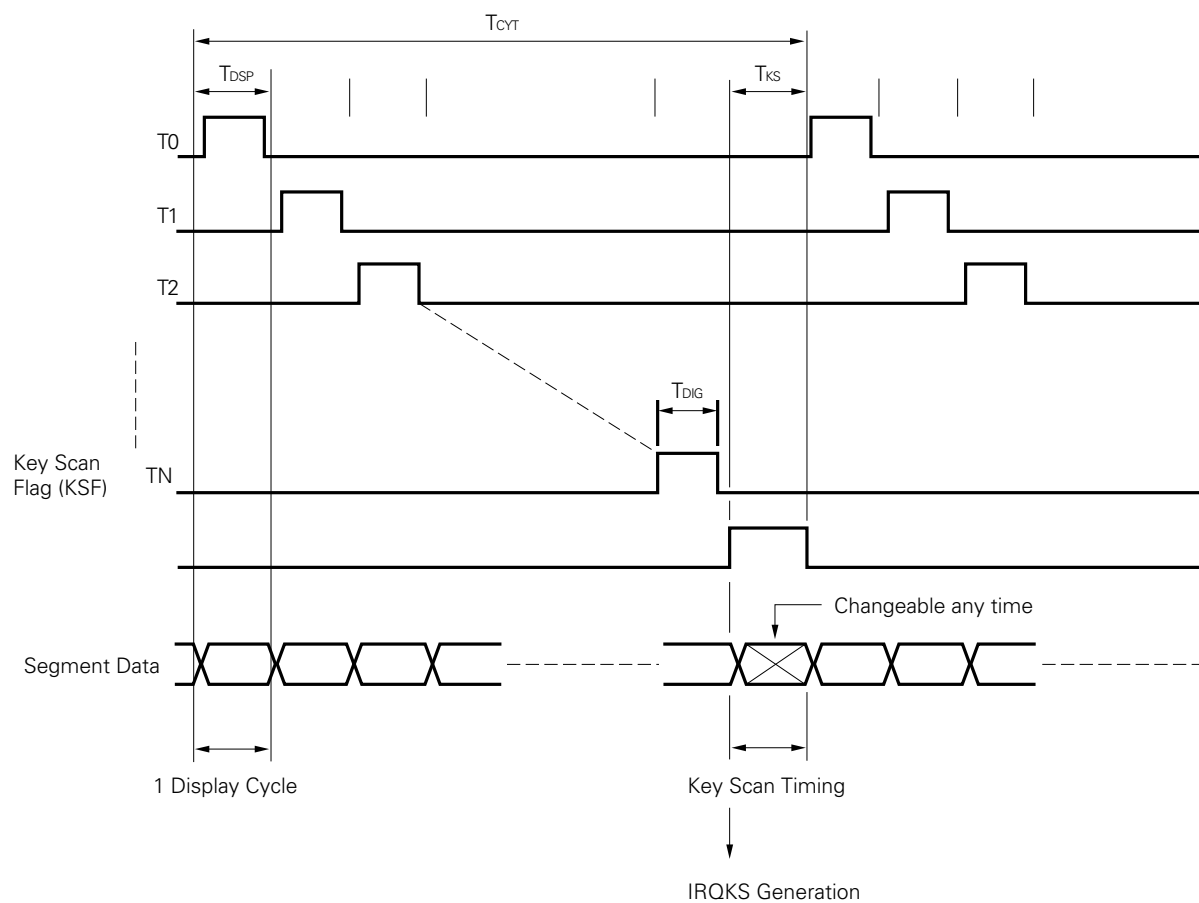 TCYT
TDSP
TKS
T0
T1
T2
TDIG
Key Scan
Flag (KSF)
TN
Changeable any time
Segment Data
1 Display Cycle
Key Scan Timing
IRQKS Generation